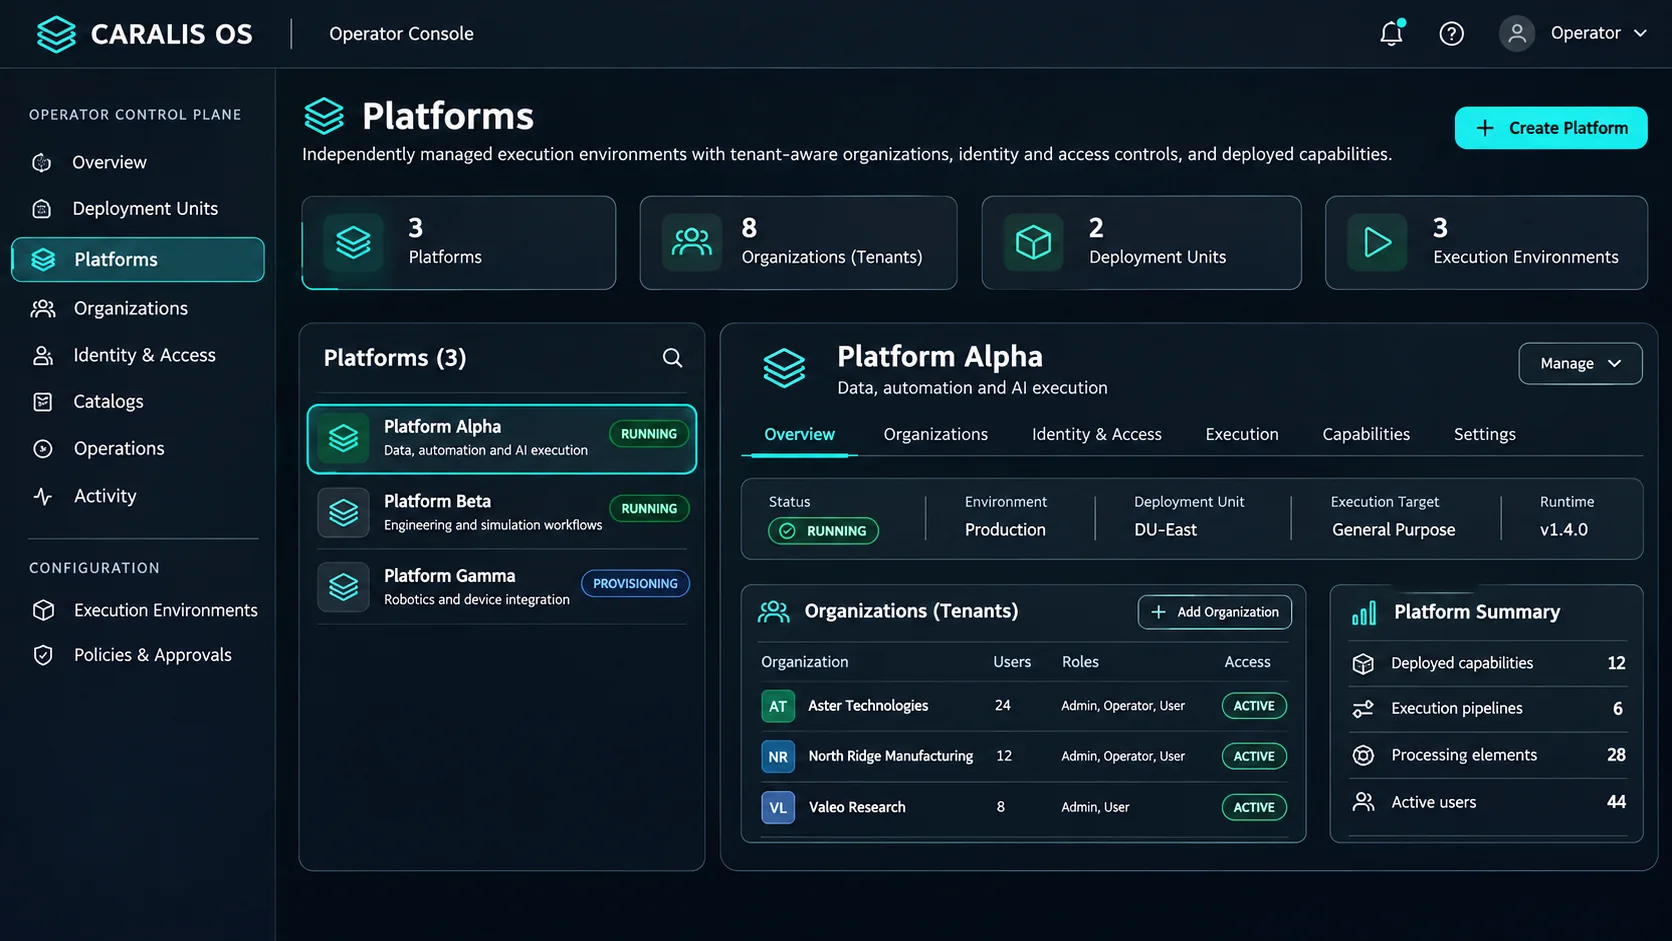 CARALIS OS
Operator Console
Operator
OPERATOR CONTROL PLANE
Overview
Deployment Units
Platforms
Organizations
Identity & Access
Catalogs
Operations
Activity
CONFIGURATION
Execution Environments
Policies & Approvals
Platforms
Independently managed execution environments with tenant-aware organizations, identity and access controls, and deployed capabilities.
+ Create Platform
3
Platforms
8
Organizations (Tenants)
2
Deployment Units
3
Execution Environments
Platforms (3)
Platform Alpha
Data, automation and AI execution
RUNNING
Platform Beta
Engineering and simulation workflows
RUNNING
Platform Gamma
Robotics and device integration
PROVISIONING
Platform Alpha
Data, automation and AI execution
Manage
Overview Organizations Identity & Access Execution Capabilities Settings
Status Environment Deployment Unit Execution Target Runtime
RUNNING Production DU-East General Purpose v1.4.0
Organizations (Tenants)
+ Add Organization
Organization Users Roles Access
AT Aster Technologies 24 Admin, Operator, User ACTIVE
NR North Ridge Manufacturing 12 Admin, Operator, User ACTIVE
VL Valeo Research 8 Admin, User ACTIVE
Platform Summary
Deployed capabilities 12
Execution pipelines 6
Processing elements 28
Active users 44